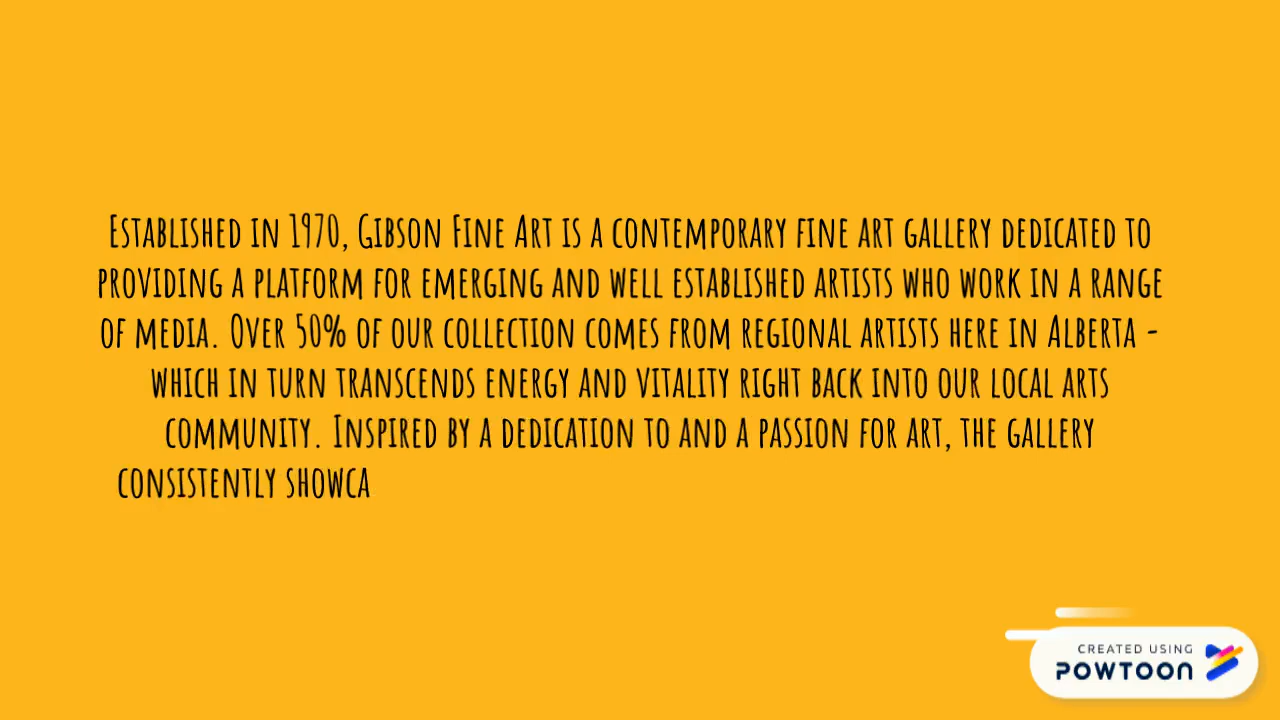 Established in 1970, Gibson Fine Art is a contemporary fine art gallery dedicated to
providing a platform for emerging and well established artists who work in a range
of media. Over 50% of our collection comes from regional artists here in Alberta -
which in turn transcends energy and vitality right back into our local arts
community. Inspired by a dedication to and a passion for art, the gallery
consistently showca
CREATED USING
POWTOON